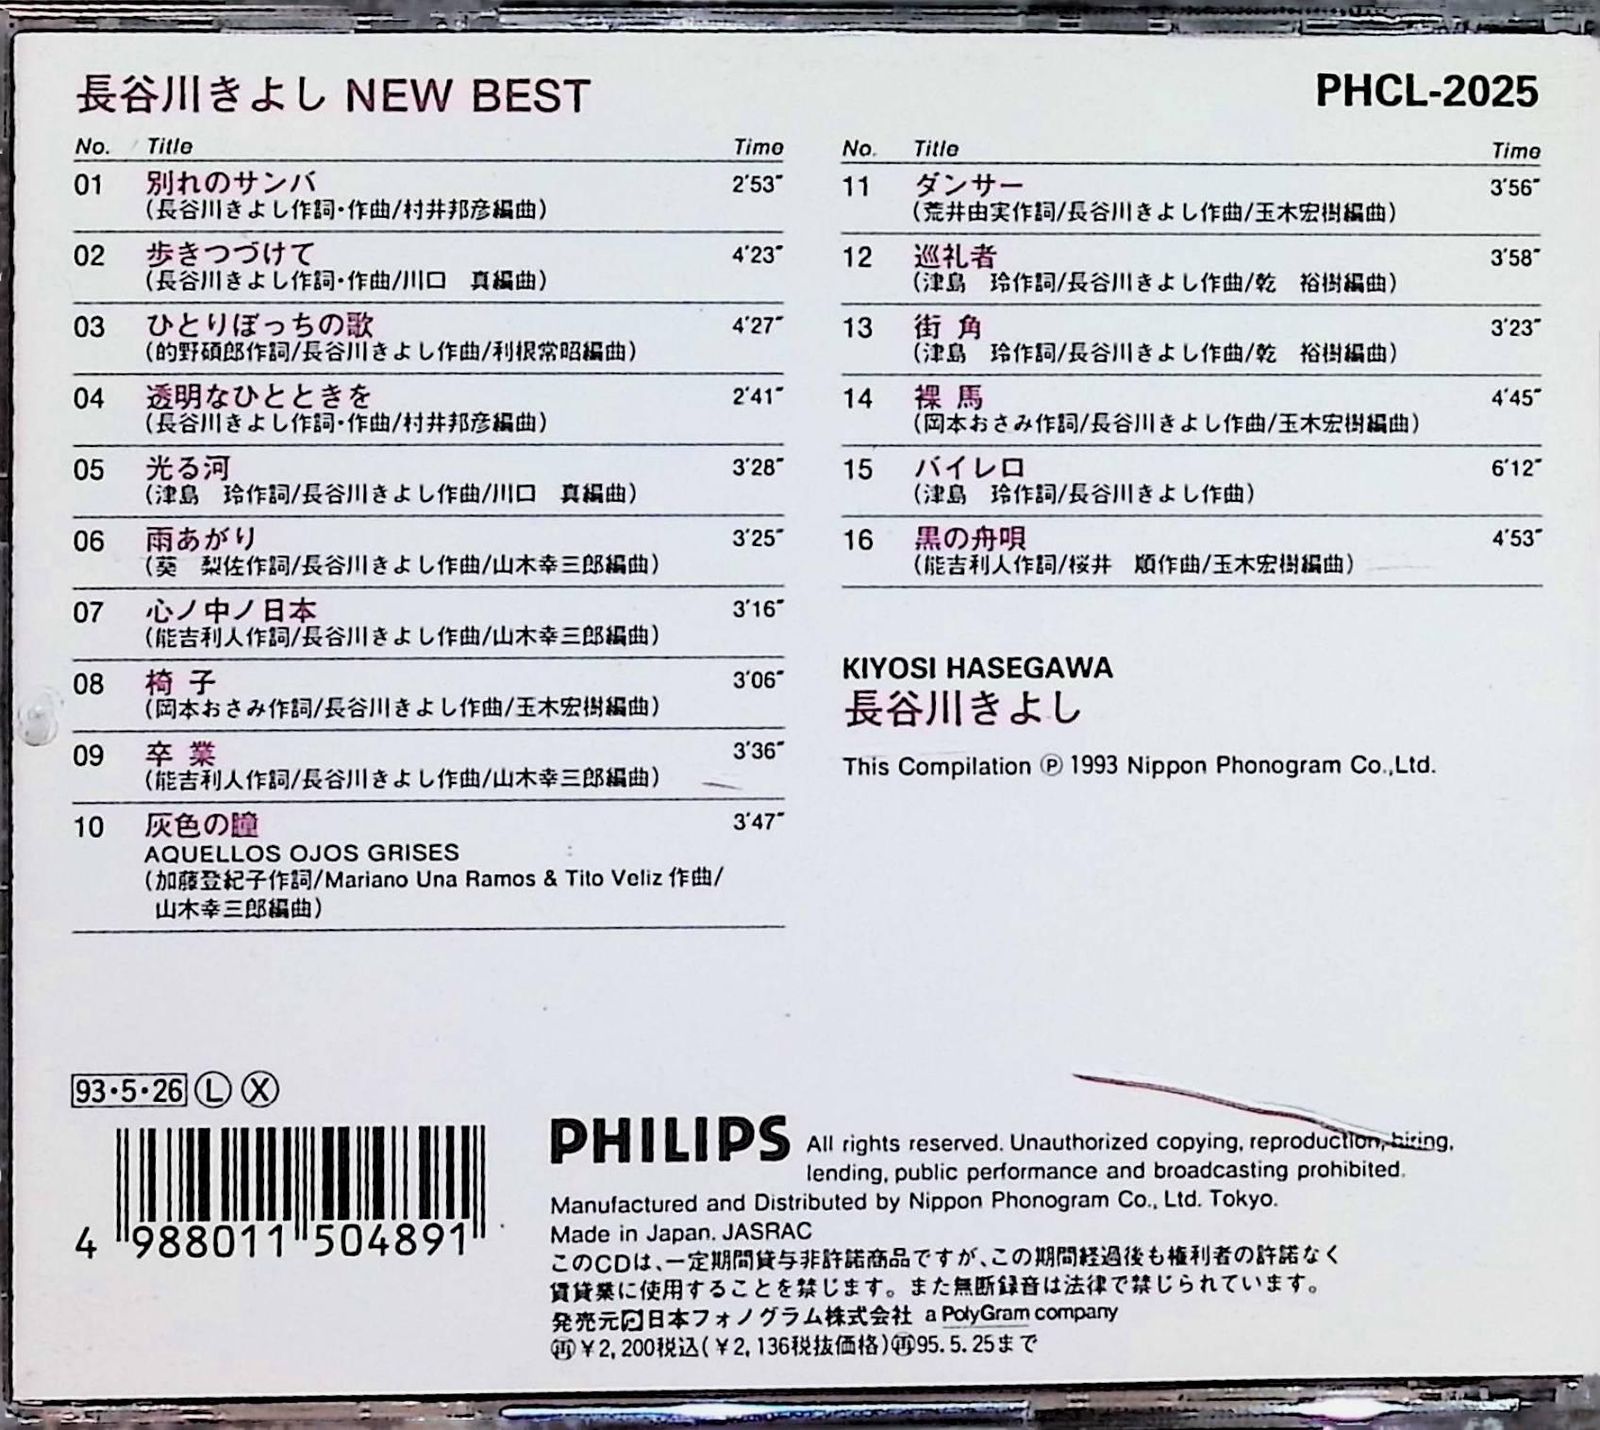 長谷川きよし NEW BEST
PHCL-2025
No. Title Time
01 別れのサンバ 2'53"
(長谷川きよし作詞・作曲/村井邦彦編曲)
02 歩きつづけて 4'23"
(長谷川きよし作詞・作曲/川口　真編曲)
03 ひとりぼっちの歌 4'27"
(的野碩郎作詞/長谷川きよし作曲/利根常昭編曲)
04 透明なひとときを 2'41"
(長谷川きよし作詞・作曲/村井邦彦編曲)
05 光る河 3'28"
(津島　玲作詞/長谷川きよし作曲/川口　真編曲)
06 雨あがり 3'25"
(葵　梨佐作詞/長谷川きよし作曲/山木幸三郎編曲)
07 心ノ中ノ日本 3'16"
(能吉利人作詞/長谷川きよし作曲/山木幸三郎編曲)
08 椅 子 3'06"
(岡本おさみ作詞/長谷川きよし作曲/玉木宏樹編曲)
09 卒 業 3'36"
(能吉利人作詞/長谷川きよし作曲/山木幸三郎編曲)
10 灰色の瞳 3'47"
AQUELLOS OJOS GRISES
(加藤登紀子作詞/Mariano Una Ramos & Tito Veliz 作曲/
山木幸三郎編曲)
No. Title Time
11 ダンサー 3'56"
(荒井由実作詞/長谷川きよし作曲/玉木宏樹編曲)
12 巡礼者 3'58"
(津島　玲作詞/長谷川きよし作曲/乾　裕樹編曲)
13 街 角 3'23"
(津島　玲作詞/長谷川きよし作曲/乾　裕樹編曲)
14 裸 馬 4'45"
(岡本おさみ作詞/長谷川きよし作曲/玉木宏樹編曲)
15 バイレロ 6'12"
(津島　玲作詞/長谷川きよし作曲)
16 黒の舟唄 4'53"
(能吉利人作詞/桜井　順作曲/玉木宏樹編曲)
KIYOSI HASEGAWA
長谷川きよし
This Compilation Ⓟ 1993 Nippon Phonogram Co.,Ltd.
93・5・26 Ⓛ Ⓧ
4 988011 504891
PHILIPS All rights reserved. Unauthorized copying, reproduction, hiring,
lending, public performance and broadcasting prohibited.
Manufactured and Distributed by Nippon Phonogram Co., Ltd. Tokyo.
Made in Japan. JASRAC
このCDは、一定期間貸与非許諾商品ですが、この期間経過後も権利者の許諾なく
賃貸業に使用することを禁じます。また無断録音は法律で禁じられています。
発売元 日本フォノグラム株式会社 a PolyGram company
再￥2,200税込(￥2,136税抜価格)再95.5.25まで